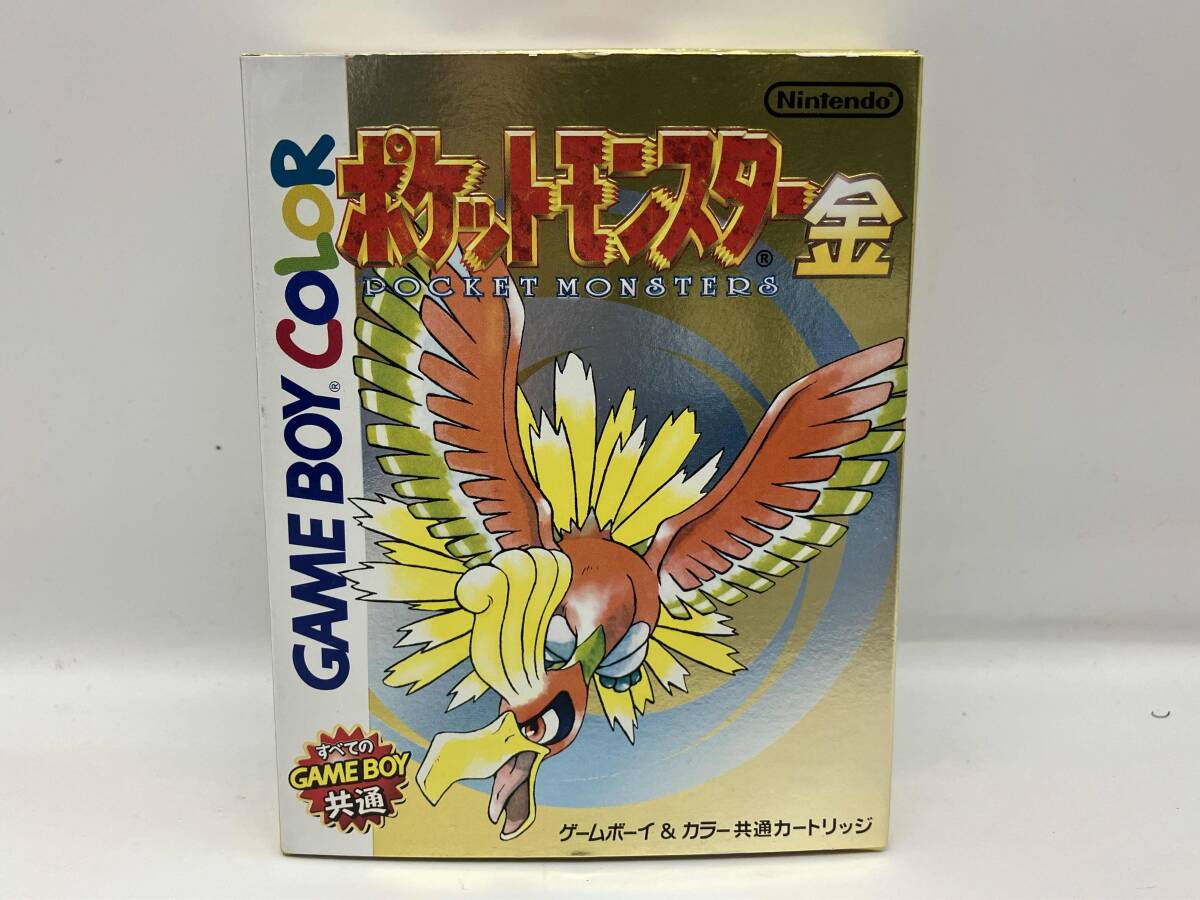 Nintendo®
ポケットモンスター金
®
POCKET MONSTERS
GAME BOY COLOR
®
すべての
GAME BOY
共通
ゲームボーイ & カラー共通カートリッジ